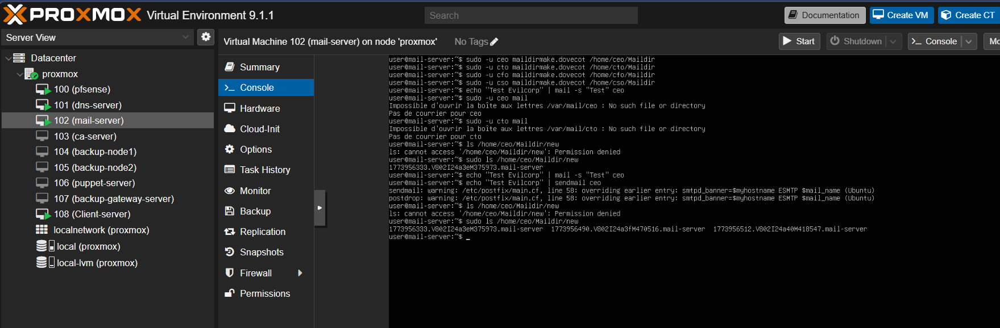 PROXMOX Virtual Environment 9.1.1
Search
Documentation
Create VM
Create CT
Server View
Virtual Machine 102 (mail-server) on node 'proxmox'
No Tags
Start
Shutdown
Console
Mo
Datacenter
proxmox
100 (pfsense)
101 (dns-server)
102 (mail-server)
103 (ca-server)
104 (backup-node1)
105 (backup-node2)
106 (puppet-server)
107 (backup-gateway-server)
108 (Client-server)
localnetwork (proxmox)
local (proxmox)
local-lvm (proxmox)
Summary
Console
Hardware
Cloud-Init
Options
Task History
Monitor
Backup
Replication
Snapshots
Firewall
Permissions
user@mail-server:~$ sudo -u ceo maildirmake.dovecot /home/ceo/Maildir
user@mail-server:~$ sudo -u cto maildirmake.dovecot /home/cto/Maildir
user@mail-server:~$ sudo -u cfo maildirmake.dovecot /home/cfo/Maildir
user@mail-server:~$ sudo -u cso maildirmake.dovecot /home/cso/Maildir
user@mail-server:~$ echo "Test Evilcorp" | mail -s "Test" ceo
user@mail-server:~$ sudo -u ceo mail
Impossible d'ouvrir la boîte aux lettres /var/mail/ceo : No such file or directory
Pas de courrier pour ceo
user@mail-server:~$ sudo -u cto mail
Impossible d'ouvrir la boîte aux lettres /var/mail/cto : No such file or directory
Pas de courrier pour cto
user@mail-server:~$ ls /home/ceo/Maildir/new
ls: cannot access '/home/ceo/Maildir/new': Permission denied
user@mail-server:~$ sudo ls /home/ceo/Maildir/new
1773956333.V802I24a3eM375973.mail-server
user@mail-server:~$ echo "Test Evilcorp" | mail -s "Test" ceo
user@mail-server:~$ echo "Test Evilcorp" | sendmail ceo
sendmail: warning: /etc/postfix/main.cf, line 58: overriding earlier entry: smtpd_banner=$myhostname ESMTP $mail_name (Ubuntu)
postdrop: warning: /etc/postfix/main.cf, line 58: overriding earlier entry: smtpd_banner=$myhostname ESMTP $mail_name (Ubuntu)
user@mail-server:~$ ls /home/ceo/Maildir/new
ls: cannot access '/home/ceo/Maildir/new': Permission denied
user@mail-server:~$ sudo ls /home/ceo/Maildir/new
1773956333.V802I24a3eM375973.mail-server  1773956490.V802I24a3fM470516.mail-server  1773956512.V802I24a40M418547.mail-server
user@mail-server:~$ _